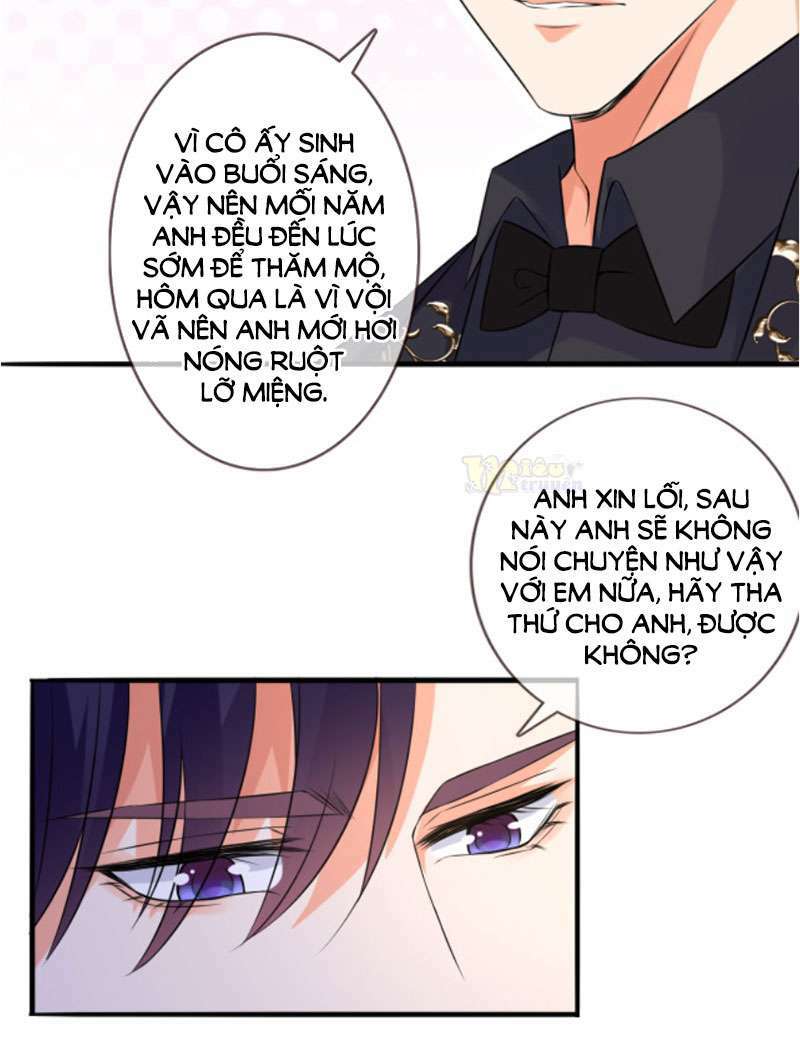 VÌ CÔ ẤY SINH
VÀO BUỔI SÁNG,
VẬY NÊN MỖI NĂM
ANH ĐỀU ĐẾN LÚC
SỚM ĐỂ THĂM MỘ,
HÔM QUA LÀ VÌ VỘI
VÃ NÊN ANH MỚI HƠI
NÓNG RUỘT
LỠ MIỆNG.
ANH XIN LỖI, SAU
NÀY ANH SẼ KHÔNG
NÓI CHUYỆN NHƯ VẬY
VỚI EM NỮA, HÃY THA
THỨ CHO ANH, ĐƯỢC
KHÔNG?